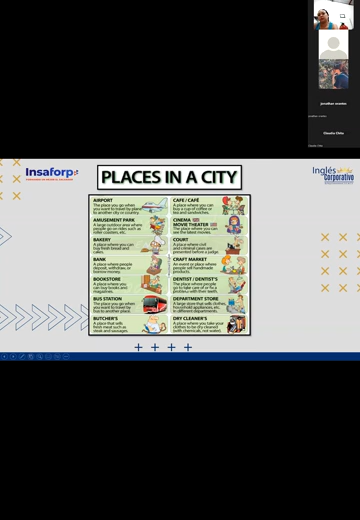 Jonathan cruentos
Claudia Chita
Insaforp
Inglés
Corporativo
PLACES IN A CITY
AIRPORT
The place you go when
you want to travel by plane
to another city or country.
AMUSEMENT PARK
A large outdoor area where
people go on rides such as
roller coasters, etc.
BAKERY
A place where you can
buy fresh bread and
cakes.
BANK
A place where people
deposit, withdraw, or
borrow money.
BOOKSTORE
A place where you
can buy books and
magazines.
BUS STATION
The place you go when
you want to travel by
bus to another place.
BUTCHER'S
A place that sells
fresh meat such as
steak and sausages.
CAFE / CAFÉ
A place where you can
buy a cup of coffee or
tea and sandwiches.
CINEMA
MOVIE THEATER
The place where you can
see the latest movies.
COURT
A place where civil
and criminal cases are
presented before a judge.
CRAFT MARKET
An event or place where
people sell handmade
products.
DENTIST / DENTIST'S
The place where people
go to take care of or fix a
problem with their teeth.
DEPARTMENT STORE
A large store that sells clothes,
household appliances, etc.
in different departments.
DRY CLEANER'S
A place where you take your
clothes to be dry cleaned
(with chemicals, not water)